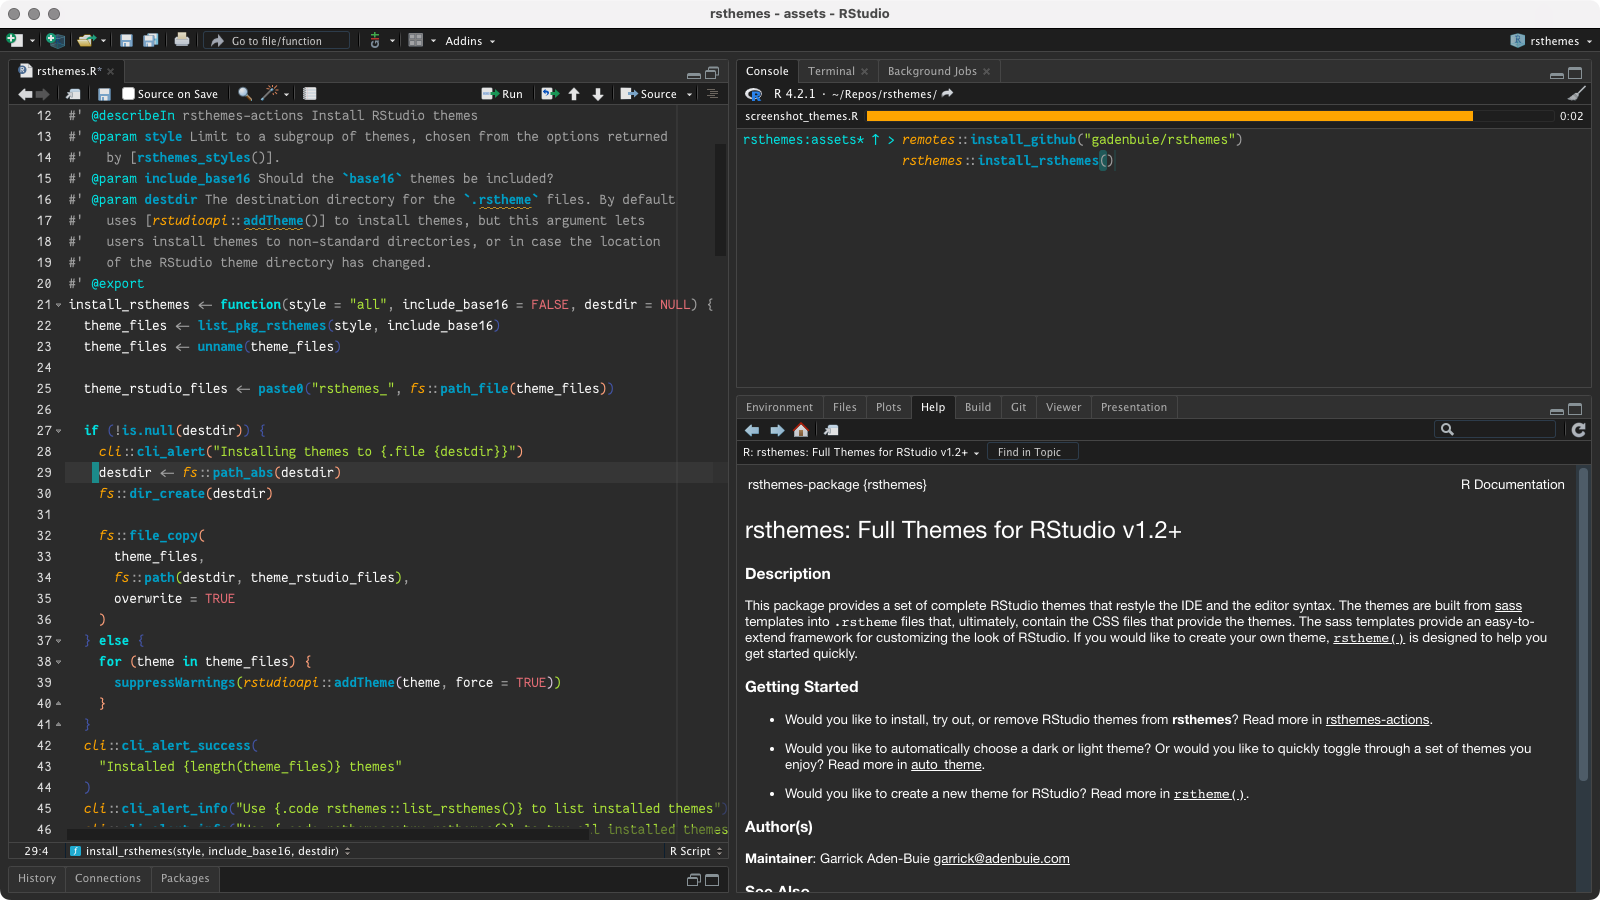 rsthemes - assets - RStudio
Go to file/function
Addins
rsthemes
rsthemes.R*
Source on Save
Run
Source
12 #' @describeIn rsthemes-actions Install RStudio themes
13 #' @param style Limit to a subgroup of themes, chosen from the options returned
14 #'   by [rsthemes_styles()].
15 #' @param include_base16 Should the `base16` themes be included?
16 #' @param destdir The destination directory for the `.rstheme` files. By default
17 #'   uses [rstudioapi::addTheme()] to install themes, but this argument lets
18 #'   users install themes to non-standard directories, or in case the location
19 #'   of the RStudio theme directory has changed.
20 #' @export
21 install_rsthemes <- function(style = "all", include_base16 = FALSE, destdir = NULL) {
22   theme_files <- list_pkg_rsthemes(style, include_base16)
23   theme_files <- unname(theme_files)
24
25   theme_rstudio_files <- paste0("rsthemes_", fs::path_file(theme_files))
26
27   if (!is.null(destdir)) {
28     cli::cli_alert("Installing themes to {.file {destdir}}")
29     destdir <- fs::path_abs(destdir)
30     fs::dir_create(destdir)
31
32     fs::file_copy(
33       theme_files,
34       fs::path(destdir, theme_rstudio_files),
35       overwrite = TRUE
36     )
37   } else {
38     for (theme in theme_files) {
39       suppressWarnings(rstudioapi::addTheme(theme, force = TRUE))
40     }
41   }
42   cli::cli_alert_success(
43     "Installed {length(theme_files)} themes"
44   )
45   cli::cli_alert_info("Use {.code rsthemes::list_rsthemes()} to list installed themes")
46
29:4
install_rsthemes(style, include_base16, destdir)
R Script
History
Connections
Packages
Console
Terminal
Background Jobs
R 4.2.1 · ~/Repos/rsthemes/
screenshot_themes.R
0:02
rsthemes:assets* ↑ > remotes::install_github("gadenbuie/rsthemes")
rsthemes::install_rsthemes()
Environment
Files
Plots
Help
Build
Git
Viewer
Presentation
R: rsthemes: Full Themes for RStudio v1.2+
Find in Topic
rsthemes-package {rsthemes}
R Documentation
rsthemes: Full Themes for RStudio v1.2+
Description
This package provides a set of complete RStudio themes that restyle the IDE and the editor syntax. The themes are built from sass
templates into .rstheme files that, ultimately, contain the CSS files that provide the themes. The sass templates provide an easy-to-
extend framework for customizing the look of RStudio. If you would like to create your own theme, rstheme() is designed to help you
get started quickly.
Getting Started
• Would you like to install, try out, or remove RStudio themes from rsthemes? Read more in rsthemes-actions.
• Would you like to automatically choose a dark or light theme? Or would you like to quickly toggle through a set of themes you
enjoy? Read more in auto_theme.
• Would you like to create a new theme for RStudio? Read more in rstheme().
Author(s)
Maintainer: Garrick Aden-Buie garrick@adenbuie.com
See Also